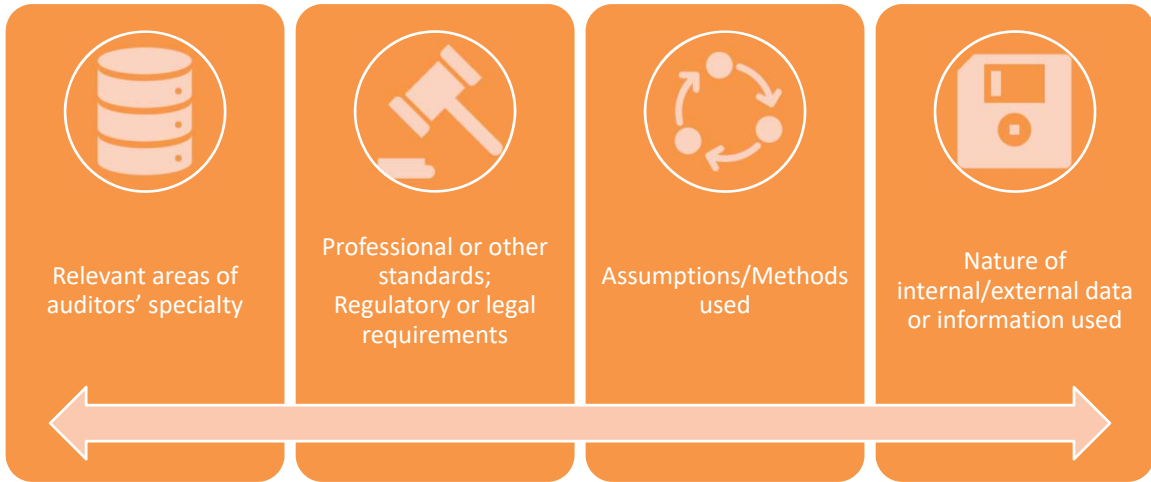 Relevant areas of
auditors’ specialty
Professional or other
standards;
Regulatory or legal
requirements
Assumptions/Methods
used
Nature of
internal/external data
or information used